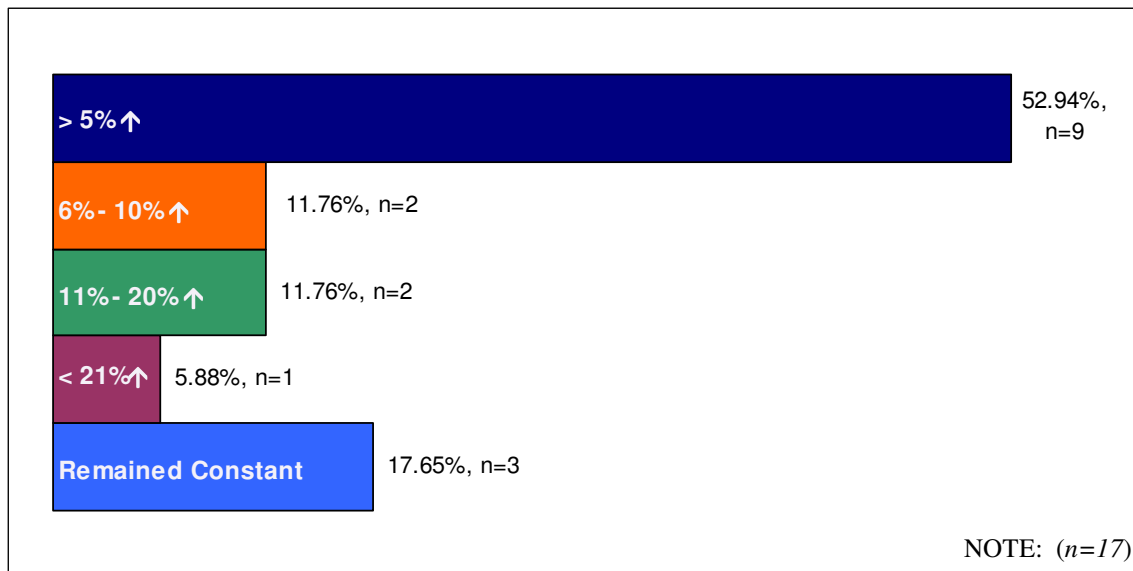 > 5%↑
52.94%,
n=9
6%- 10%↑
11.76%, n=2
11%- 20%↑
11.76%, n=2
< 21%↑
5.88%, n=1
Remained Constant
17.65%, n=3
NOTE: (n=17)